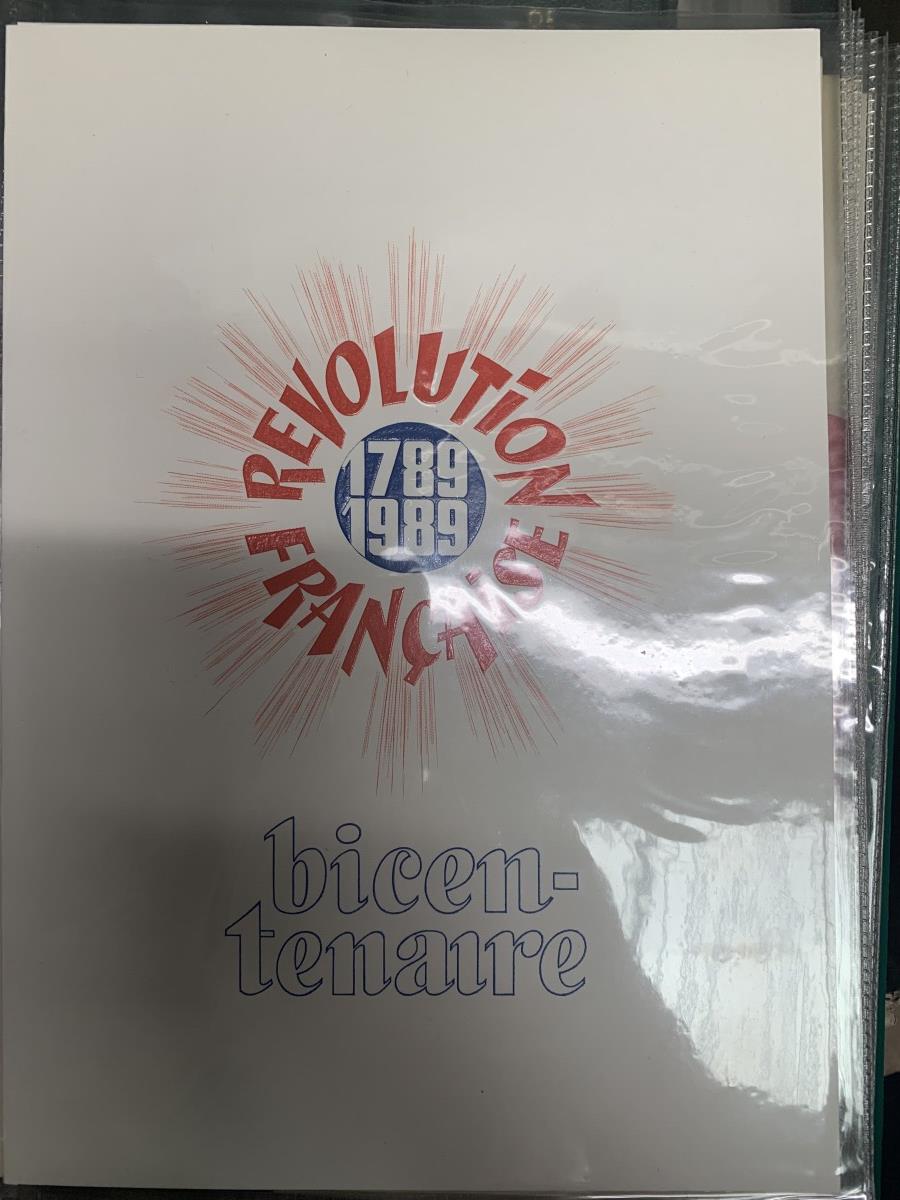 REVOLUTiON
FRANÇAiSE
1789
1989
bicen-
tenaire